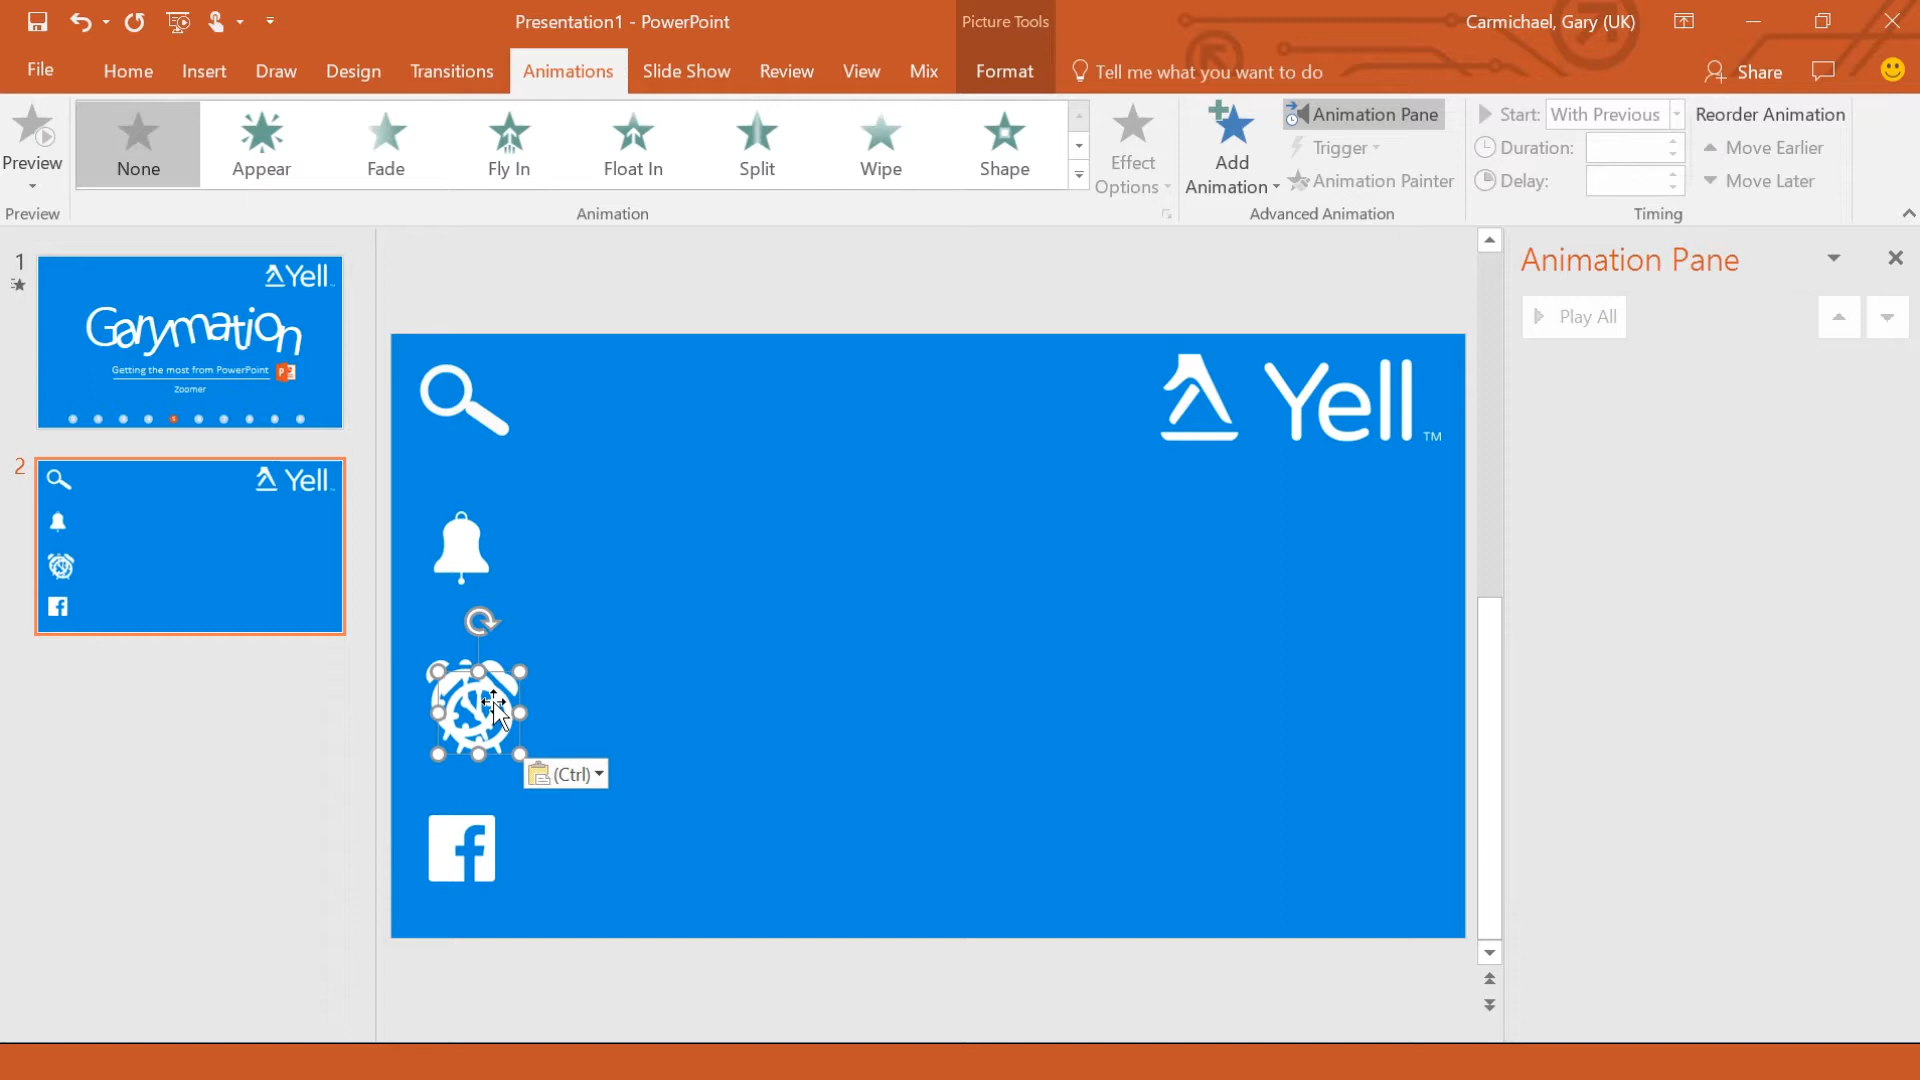 Presentation1 - PowerPoint
Picture Tools
Carmichael, Gary (UK)
File
Home
Insert
Draw
Design
Transitions
Animations
Slide Show
Review
View
Mix
Format
Tell me what you want to do
Share
Preview
None
Appear
Fade
Fly In
Float In
Split
Wipe
Shape
Effect
Options
Add
Animation
Animation Pane
Trigger
Animation Painter
Start: With Previous
Duration:
Delay:
Reorder Animation
Move Earlier
Move Later
Preview
Animation
Advanced Animation
Timing
1
Yell
Garymation
Getting the most from PowerPoint
Zoomer
2
Yell
Yell TM
(Ctrl)
Animation Pane
Play All